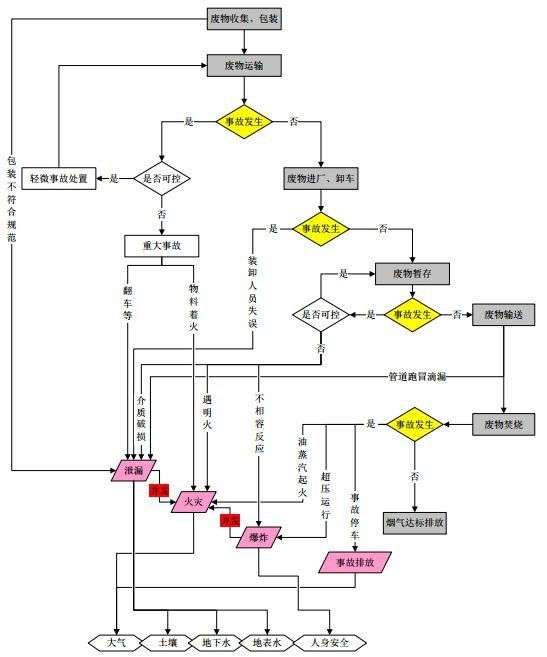 废物收集、包装
废物运输
事故发生
是
否
包装不符合规范
轻微事故处置
是
是否可控
废物进厂、卸车
否
重大事故
是
事故发生
否
装卸人员失误
翻车等
物料着火
是
废物暂存
是否可控
是
事故发生
否
废物输送
否
管道跑冒滴漏
介质破损
遇明火
不相容反应
是
事故发生
废物焚烧
油蒸汽起火
超压运行
事故停车
否
泄漏
并发
火灾
并发
爆炸
烟气达标排放
事故排放
大气
土壤
地下水
地表水
人身安全